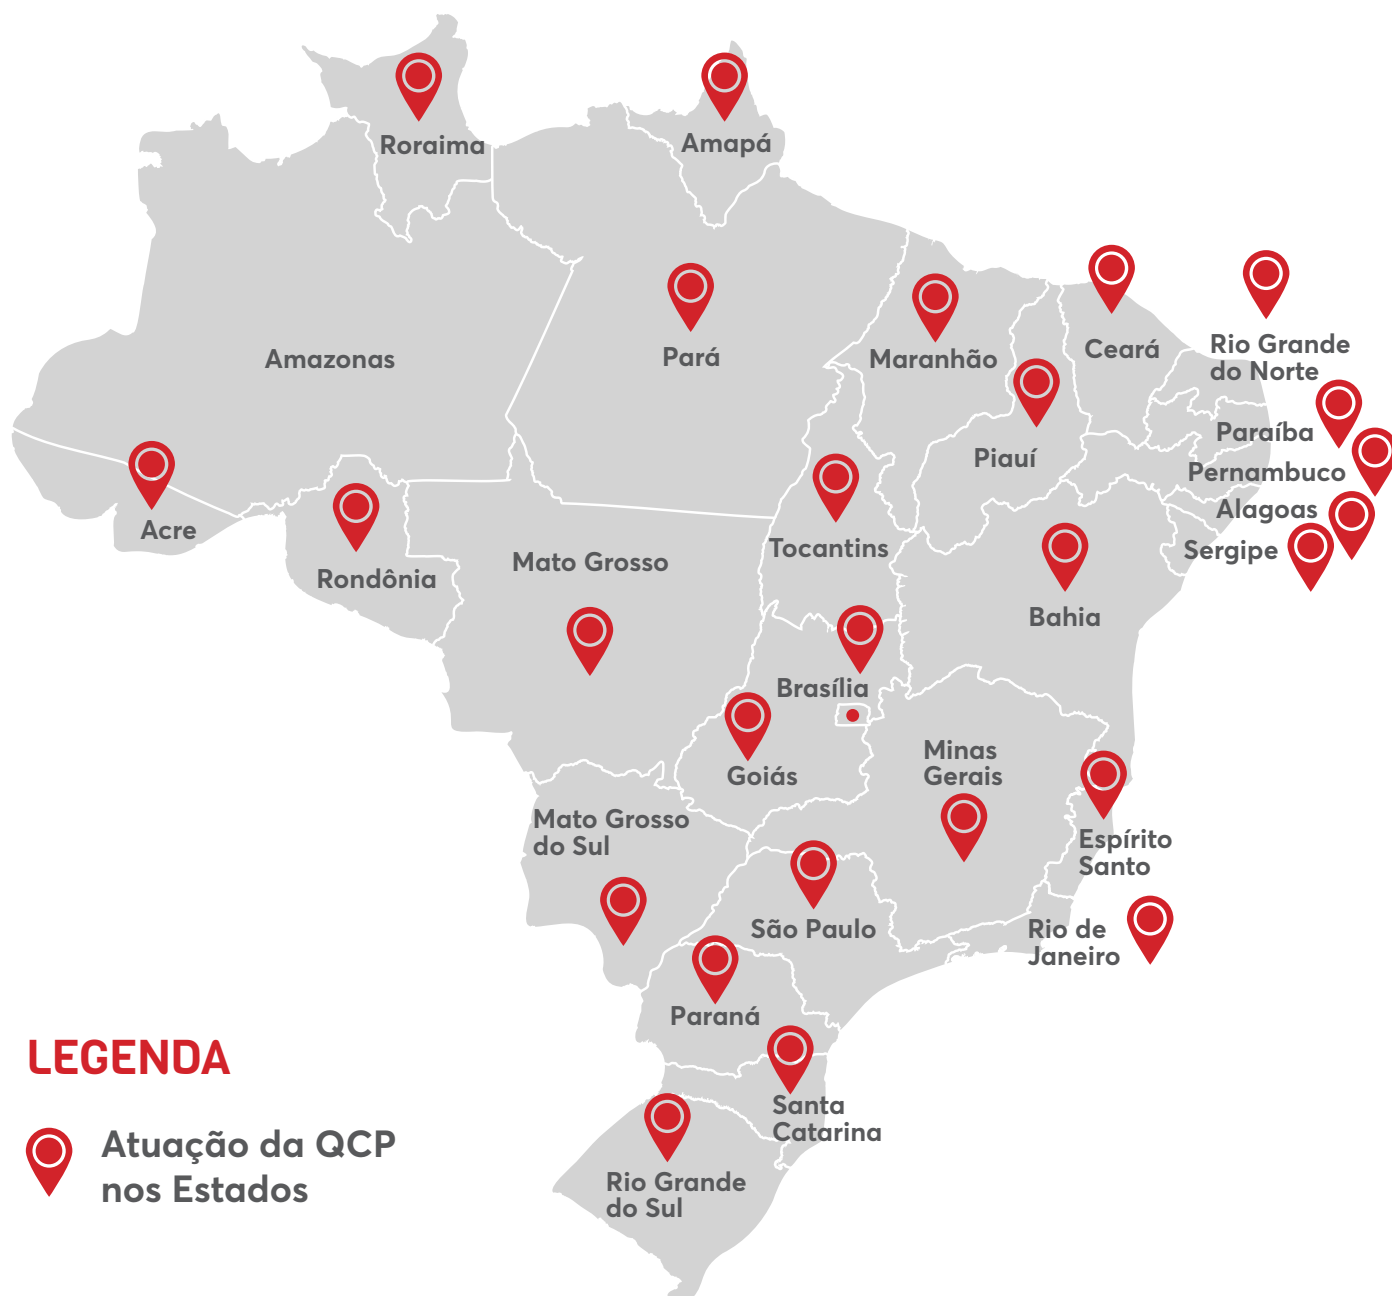 Roraima
Amapá
Amazonas
Pará
Maranhão
Ceará
Rio Grande
do Norte
Piauí
Paraíba
Pernambuco
Alagoas
Sergipe
Acre
Rondônia
Mato Grosso
Tocantins
Bahia
Brasília
Goiás
Minas
Gerais
Mato Grosso
do Sul
Espírito
Santo
São Paulo
Rio de
Janeiro
Paraná
Santa
Catarina
Rio Grande
do Sul
LEGENDA
Atuação da QCP
nos Estados